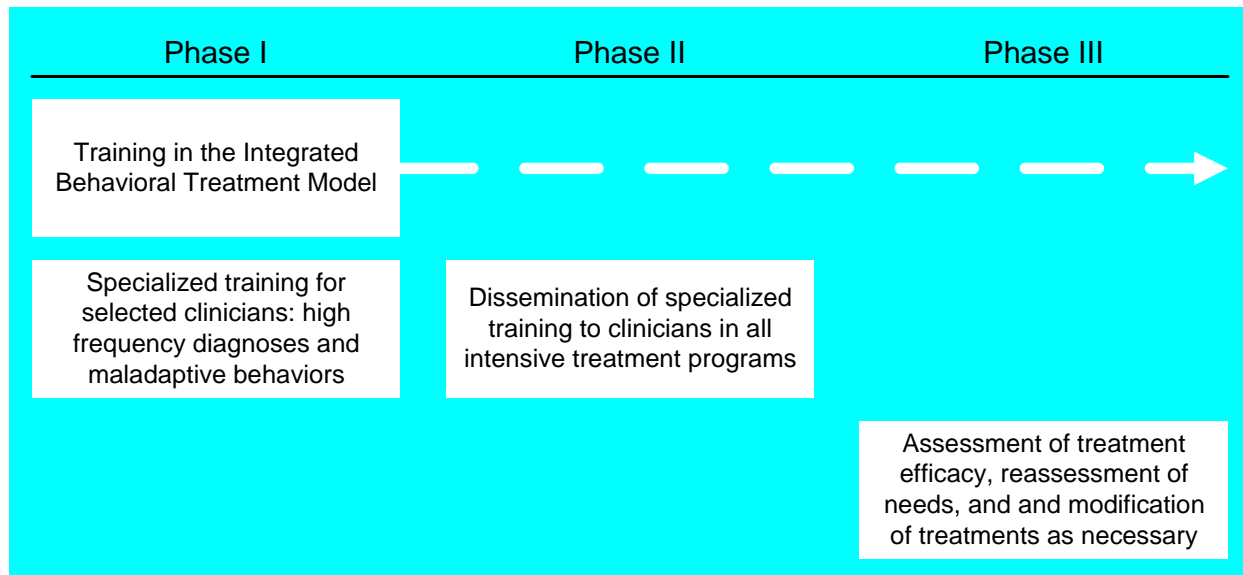 Phase I
Phase II
Phase III
Training in the Integrated
Behavioral Treatment Model
Specialized training for
selected clinicians: high
frequency diagnoses and
maladaptive behaviors
Dissemination of specialized
training to clinicians in all
intensive treatment programs
Assessment of treatment
efficacy, reassessment of
needs, and and modification
of treatments as necessary